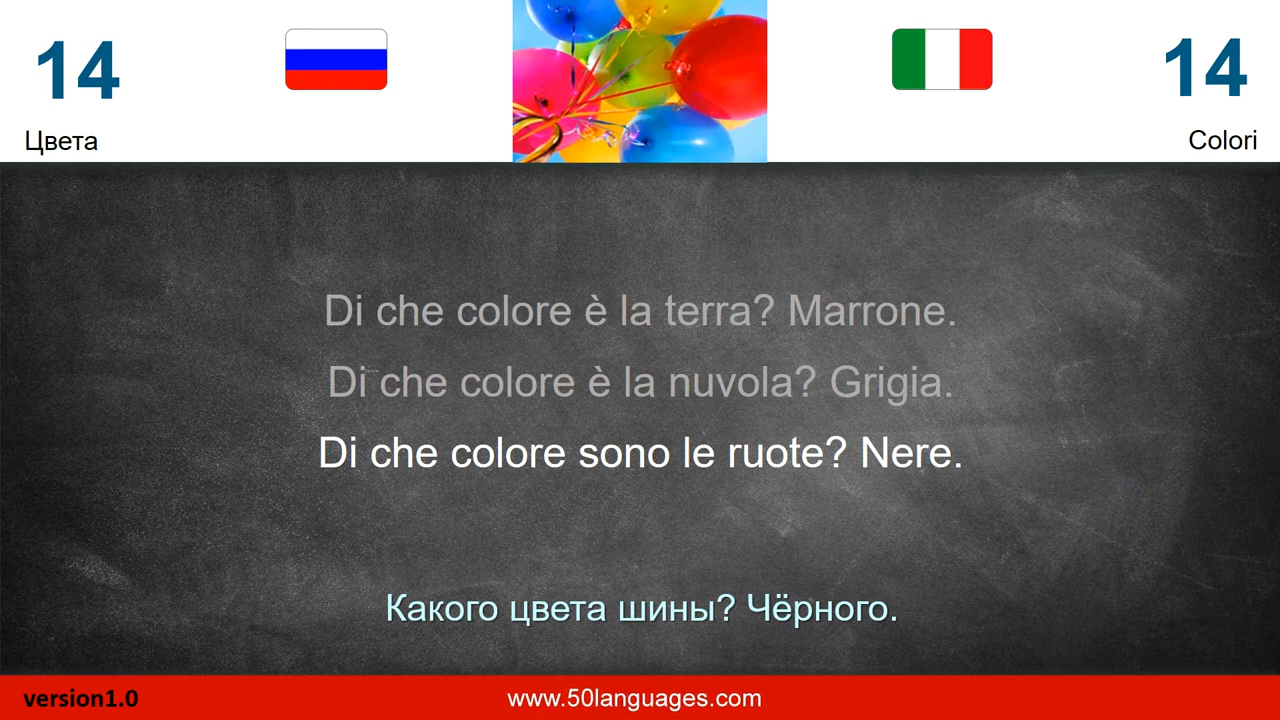 14
14
Цвета
Colori
Di che colore è la terra? Marrone.
Di che colore è la nuvola? Grigia.
Di che colore sono le ruote? Nere.
Какого цвета шины? Чёрного.
version1.0
www.50languages.com